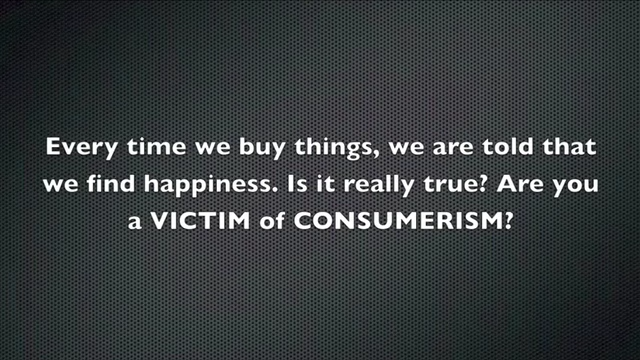 Every time we buy things, we are told that
we find happiness. Is it really true? Are you
a VICTIM of CONSUMERISM?